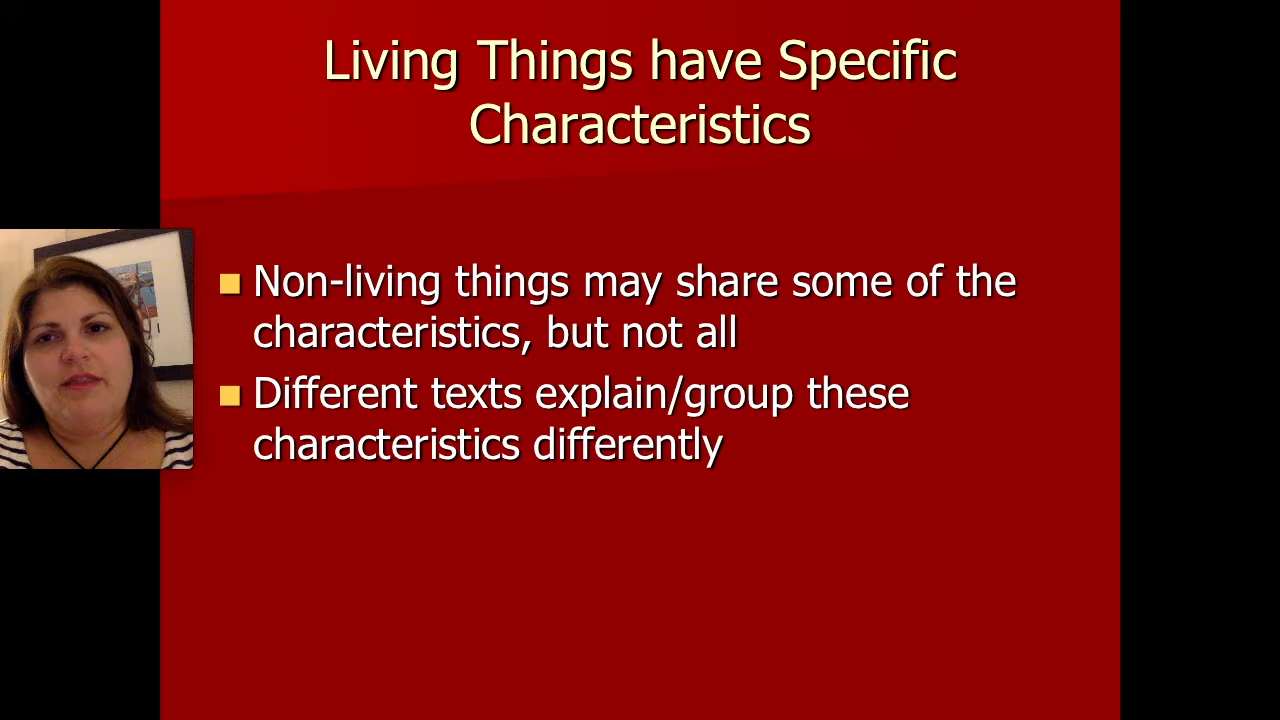 Living Things have Specific
Characteristics
Non-living things may share some of the
characteristics, but not all
Different texts explain/group these
characteristics differently